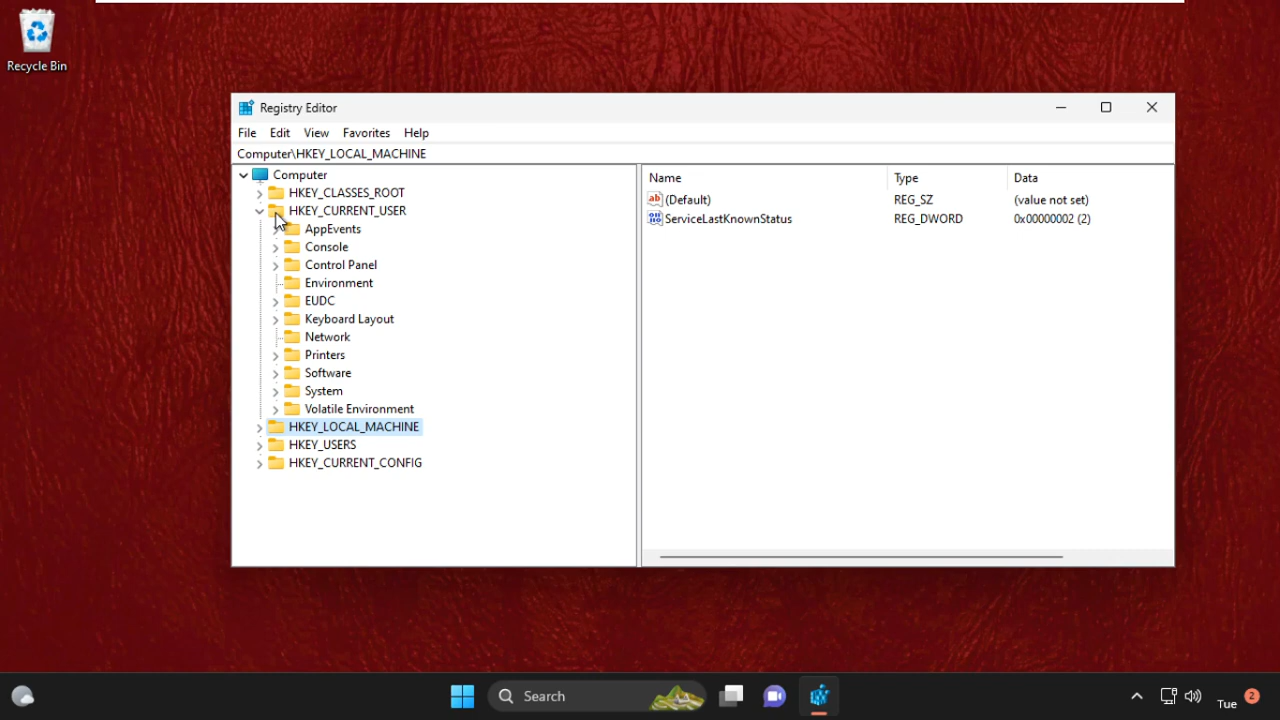 Recycle Bin
Registry Editor
File Edit View Favorites Help
Computer\HKEY_LOCAL_MACHINE
Computer
HKEY_CLASSES_ROOT
HKEY_CURRENT_USER
AppEvents
Console
Control Panel
Environment
EUDC
Keyboard Layout
Network
Printers
Software
System
Volatile Environment
HKEY_LOCAL_MACHINE
HKEY_USERS
HKEY_CURRENT_CONFIG
Name Type Data
ab (Default) REG_SZ (value not set)
ServiceLastKnownStatus REG_DWORD 0x00000002 (2)
Search
Tue
2